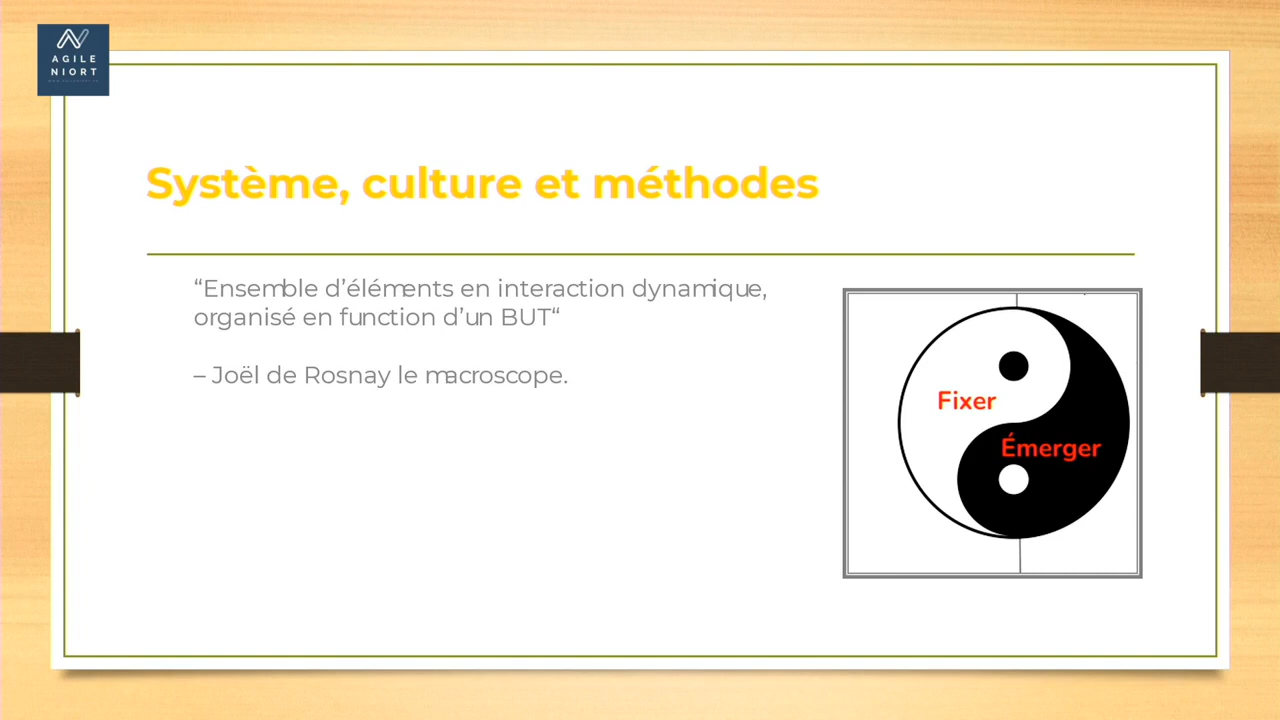 AGILE
NIORT
Système, culture et méthodes
“Ensemble d’éléments en interaction dynamique,
organisé en function d’un BUT“
– Joël de Rosnay le macroscope.
Fixer
Émerger